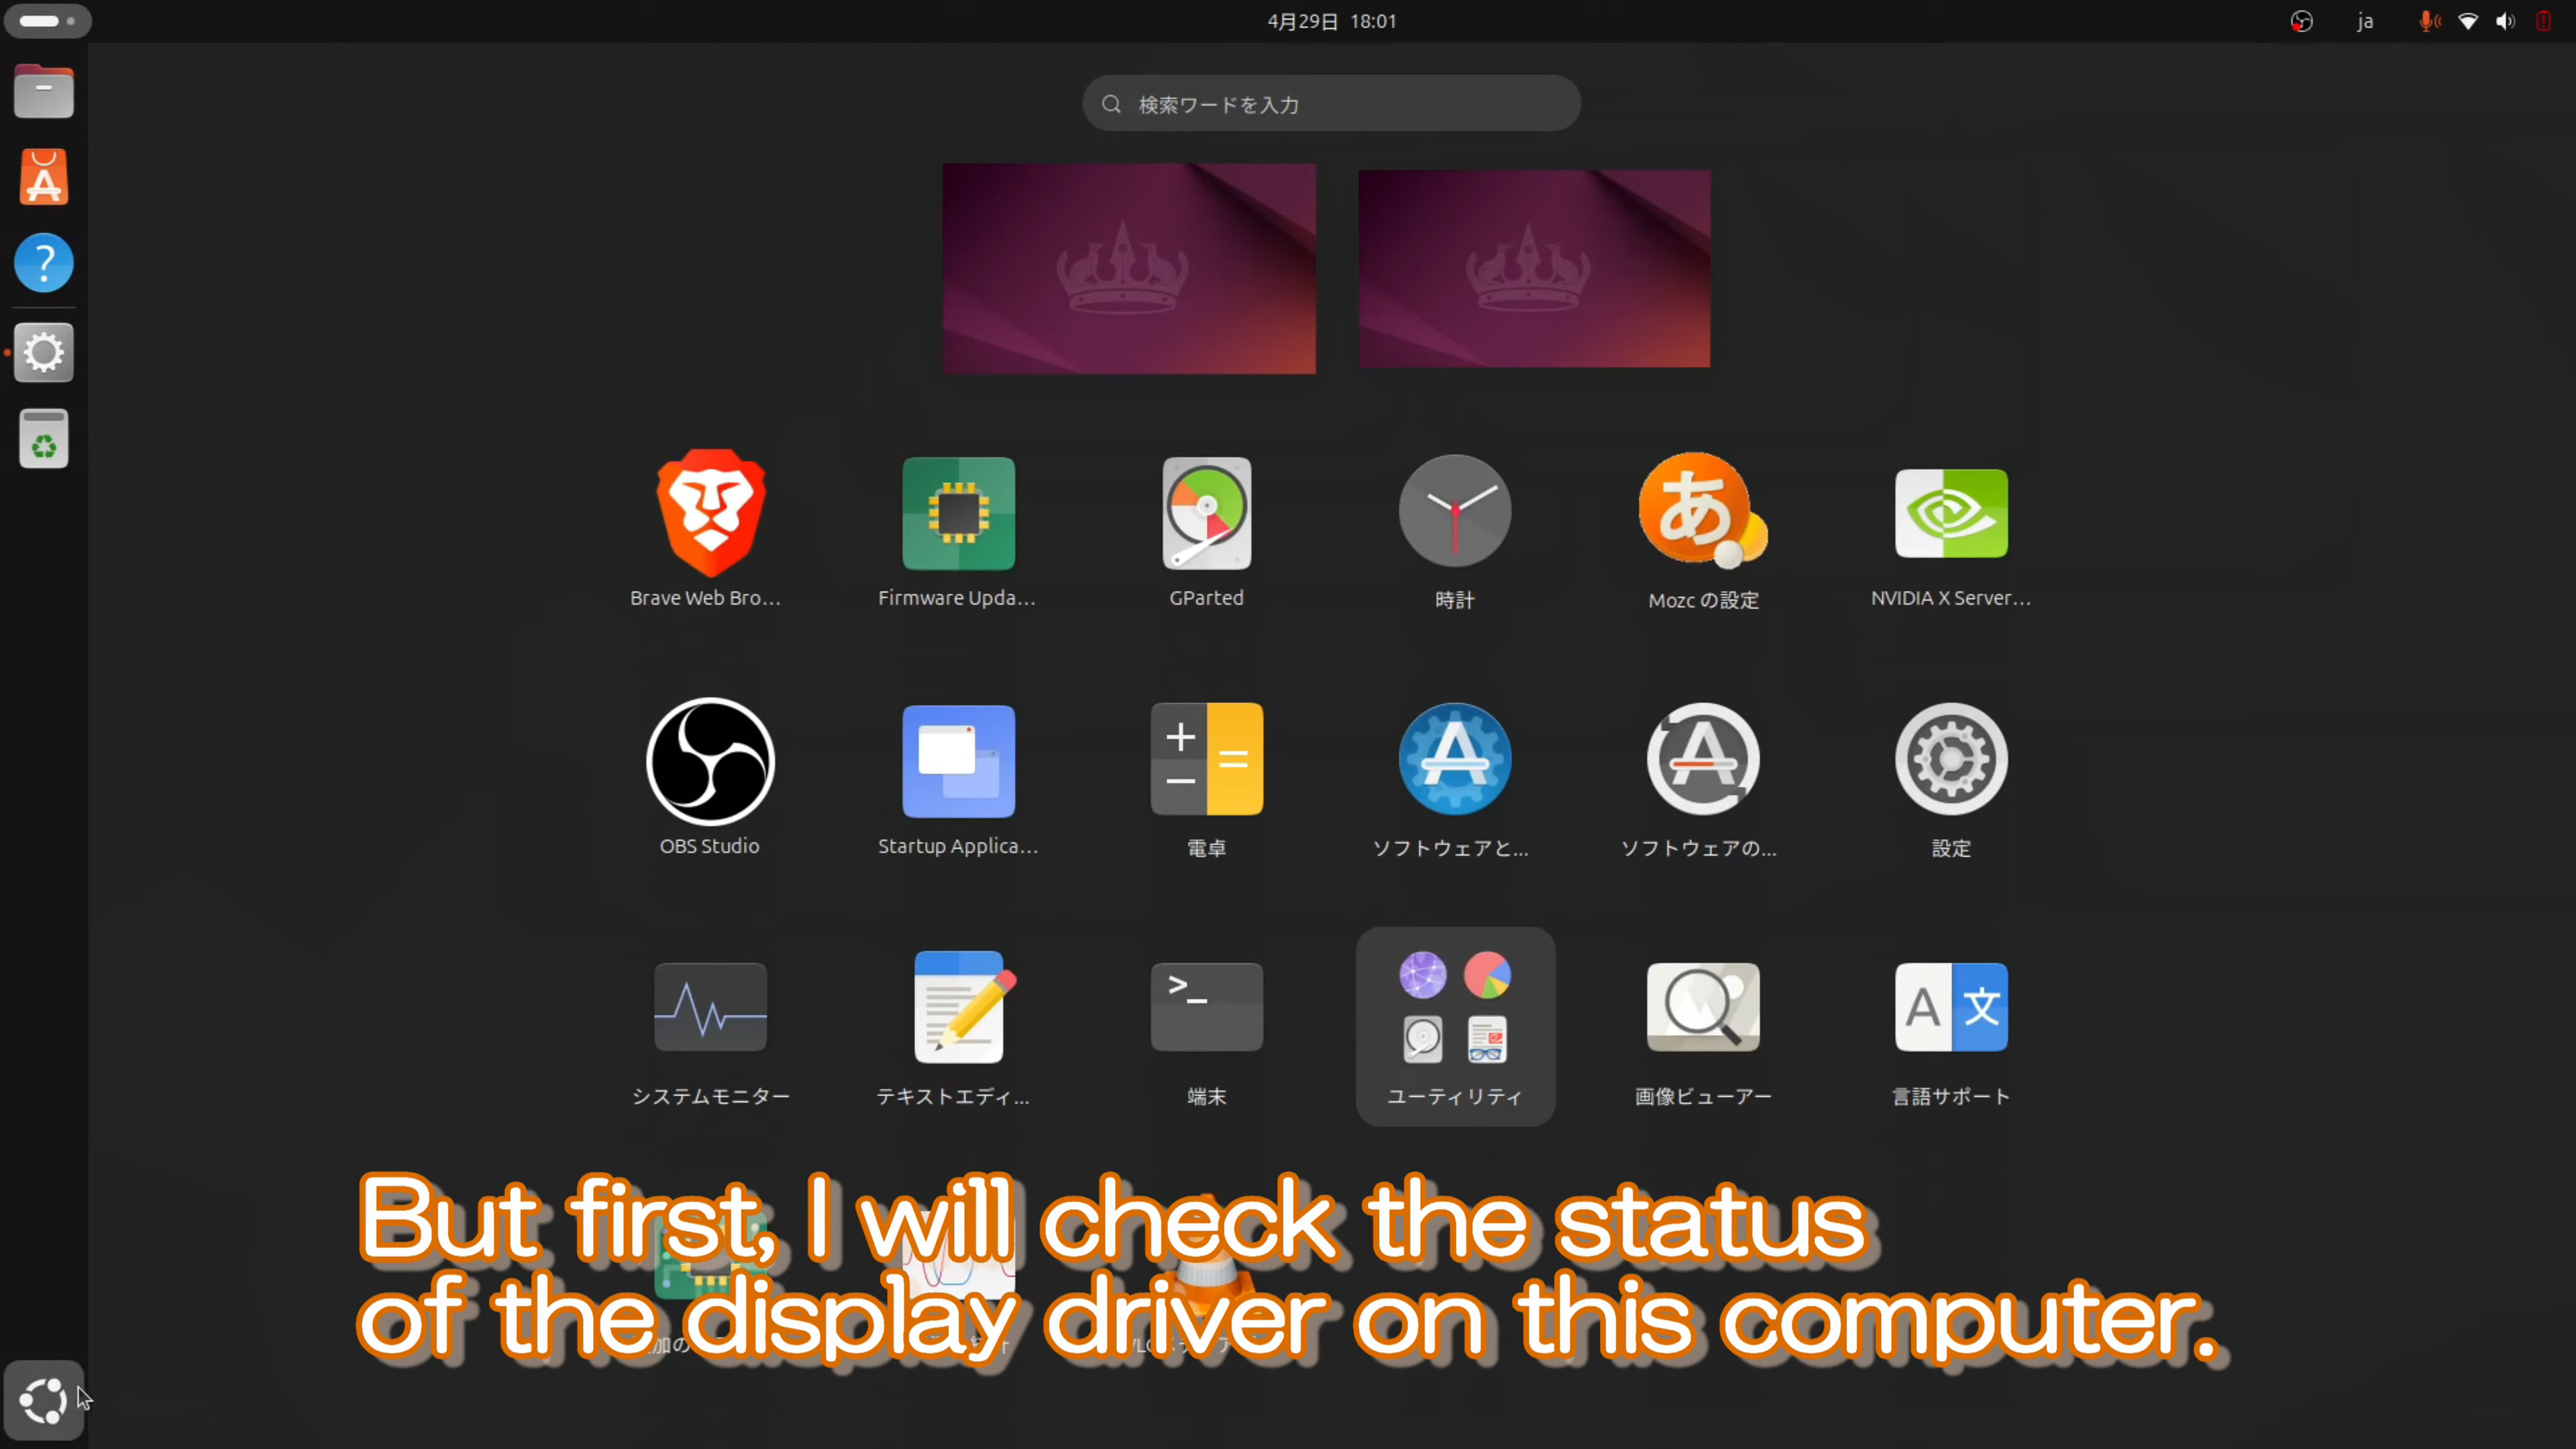 4月29日 18:01
ja
検索ワードを入力
Brave Web Bro...
Firmware Upda...
GParted
時計
Mozc の設定
NVIDIA X Server...
OBS Studio
Startup Applica...
電卓
ソフトウェアと...
ソフトウェアの...
設定
システムモニター
テキストエディ...
端末
ユーティリティ
画像ビューアー
言語サポート
But first, I will check the status
of the display driver on this computer.